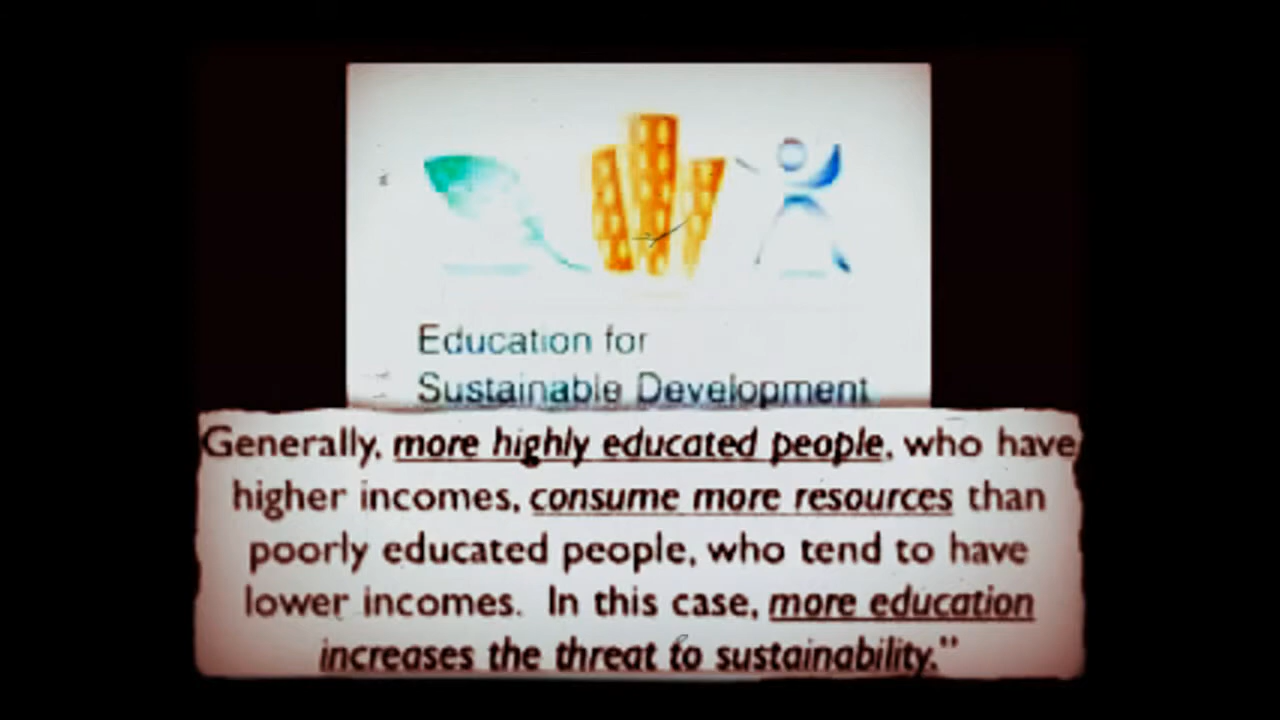 Education for
Sustainable Development
Generally, more highly educated people, who have
higher incomes, consume more resources than
poorly educated people, who tend to have
lower incomes. In this case, more education
increases the threat to sustainability."